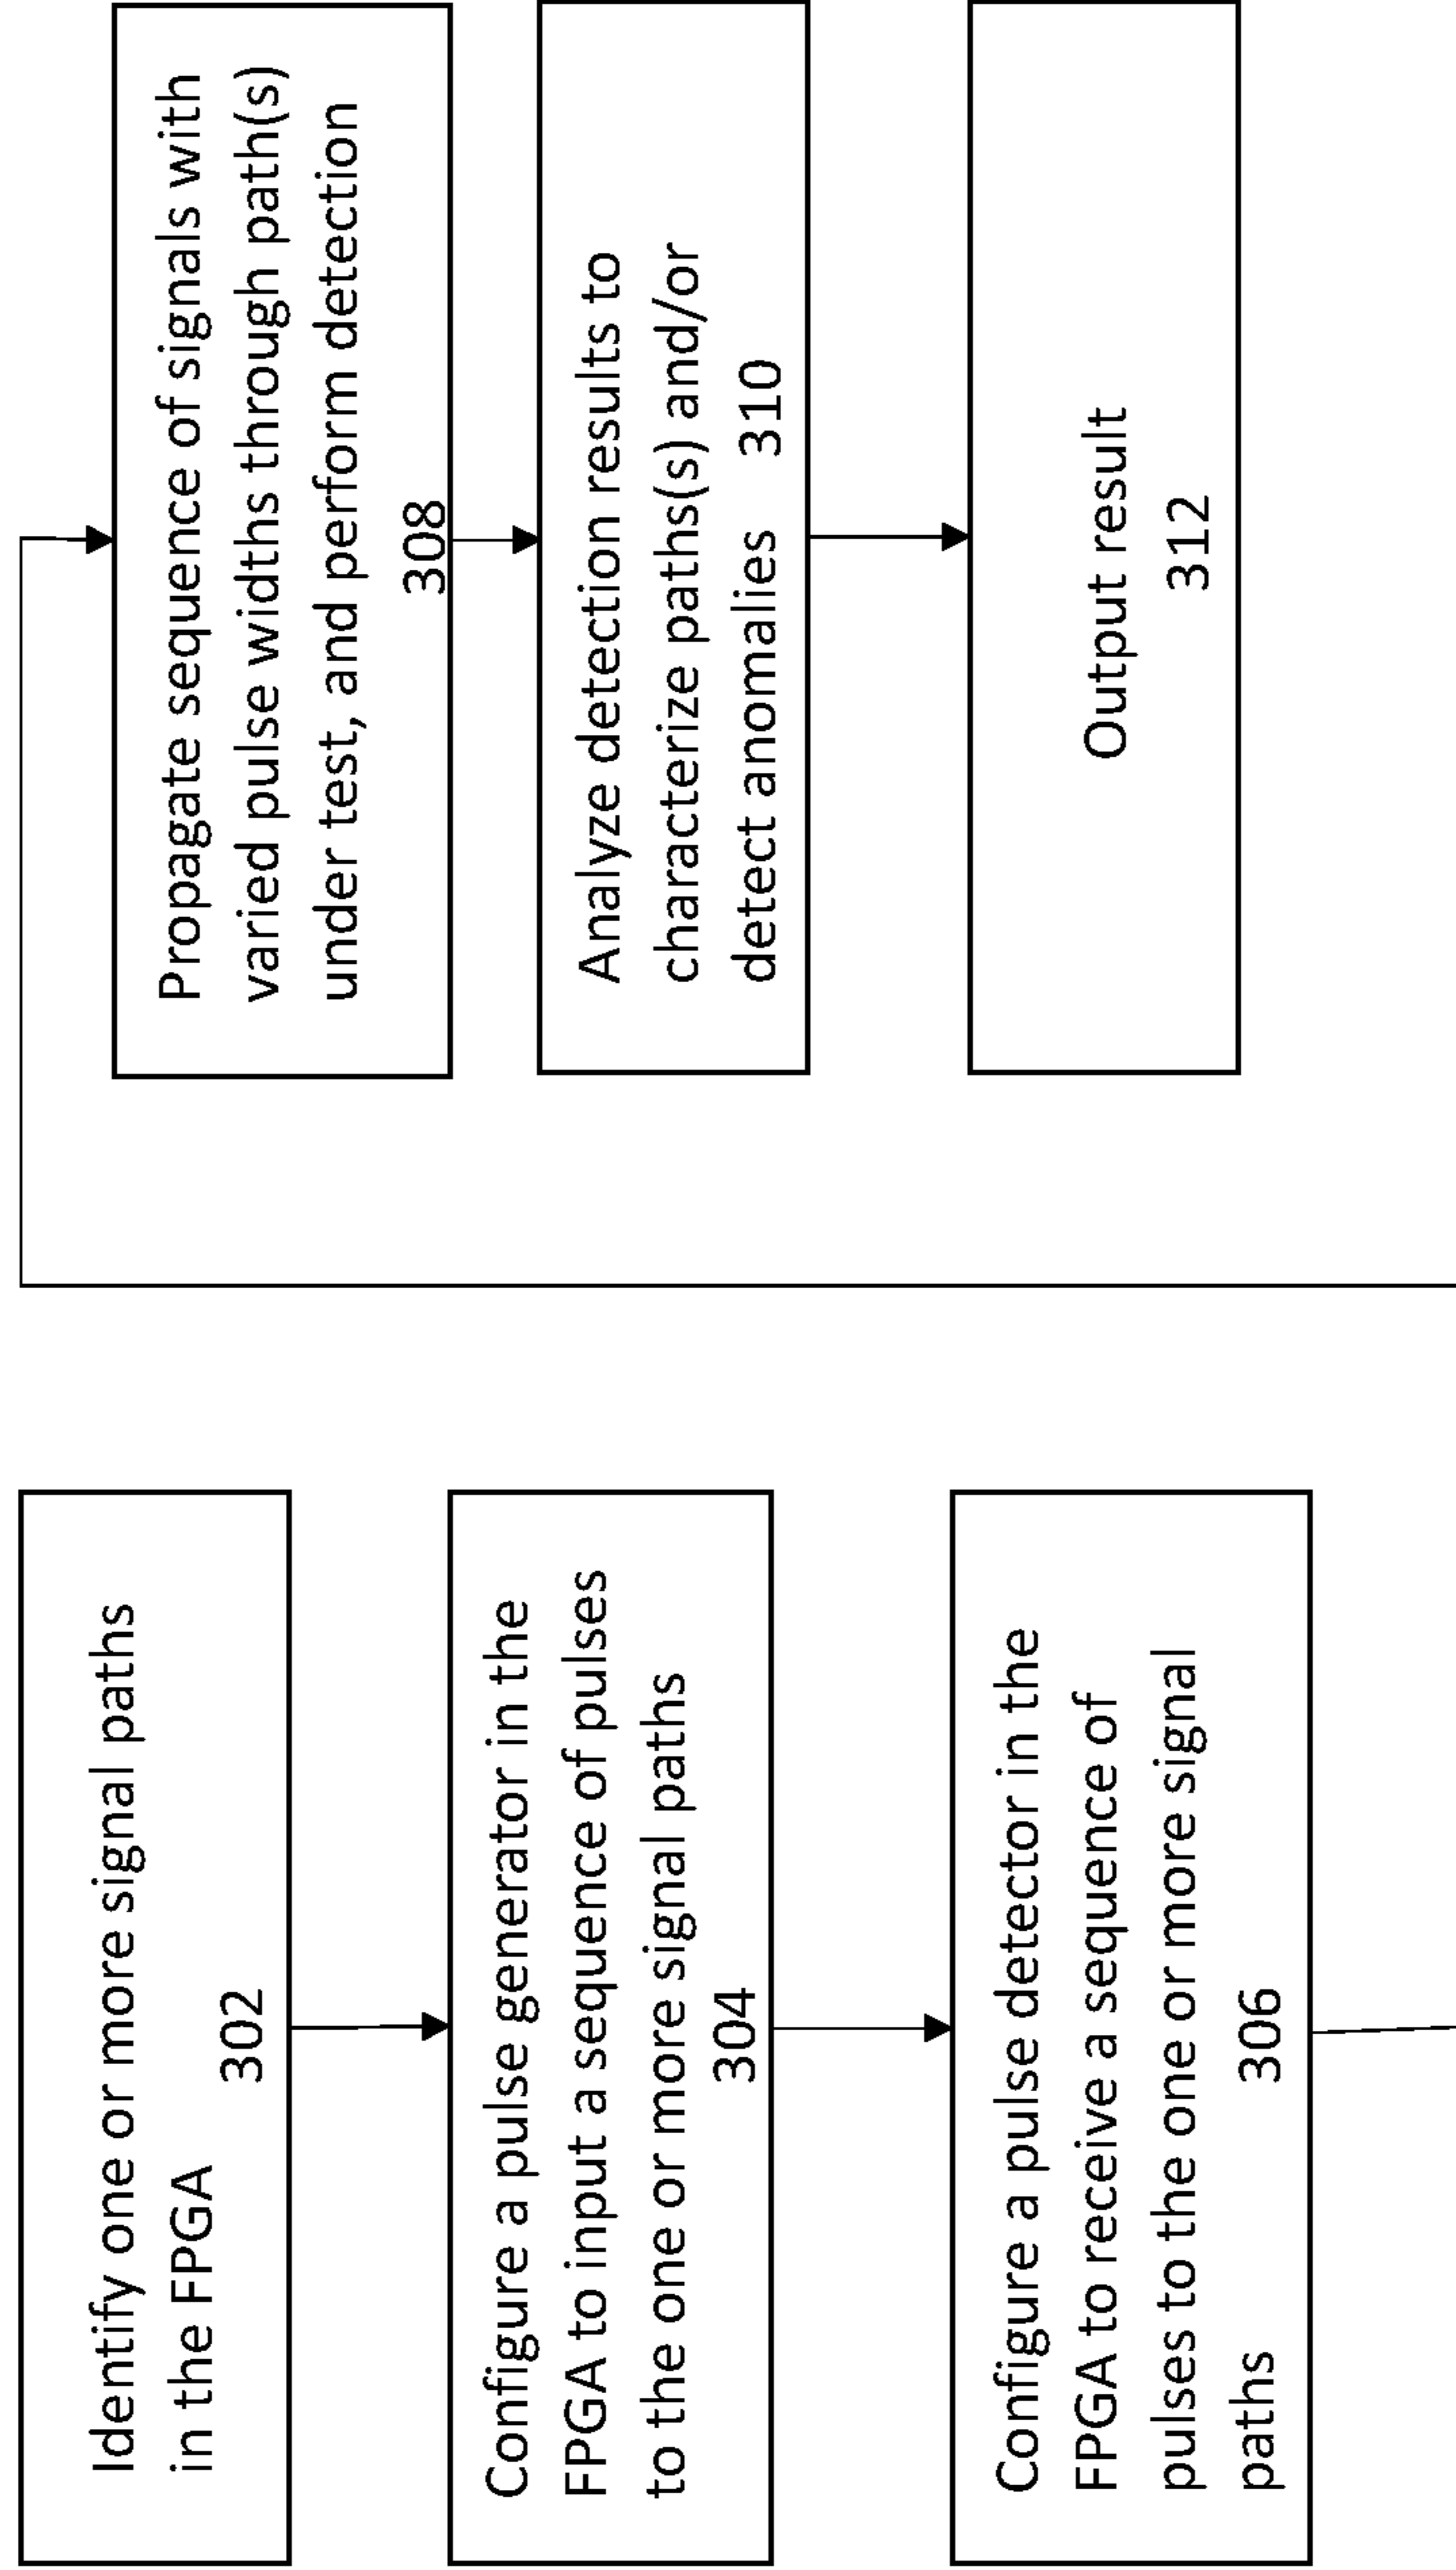 Identify one or more signal paths
in the FPGA
302
Configure a pulse generator in the
FPGA to input a sequence of pulses
to the one or more signal paths
304
Configure a pulse detector in the
FPGA to receive a sequence of
pulses to the one or more signal
paths 306
Propagate sequence of signals with
varied pulse widths through path(s)
under test, and perform detection
308
Analyze detection results to
characterize paths(s) and/or
detect anomalies 310
Output result
312